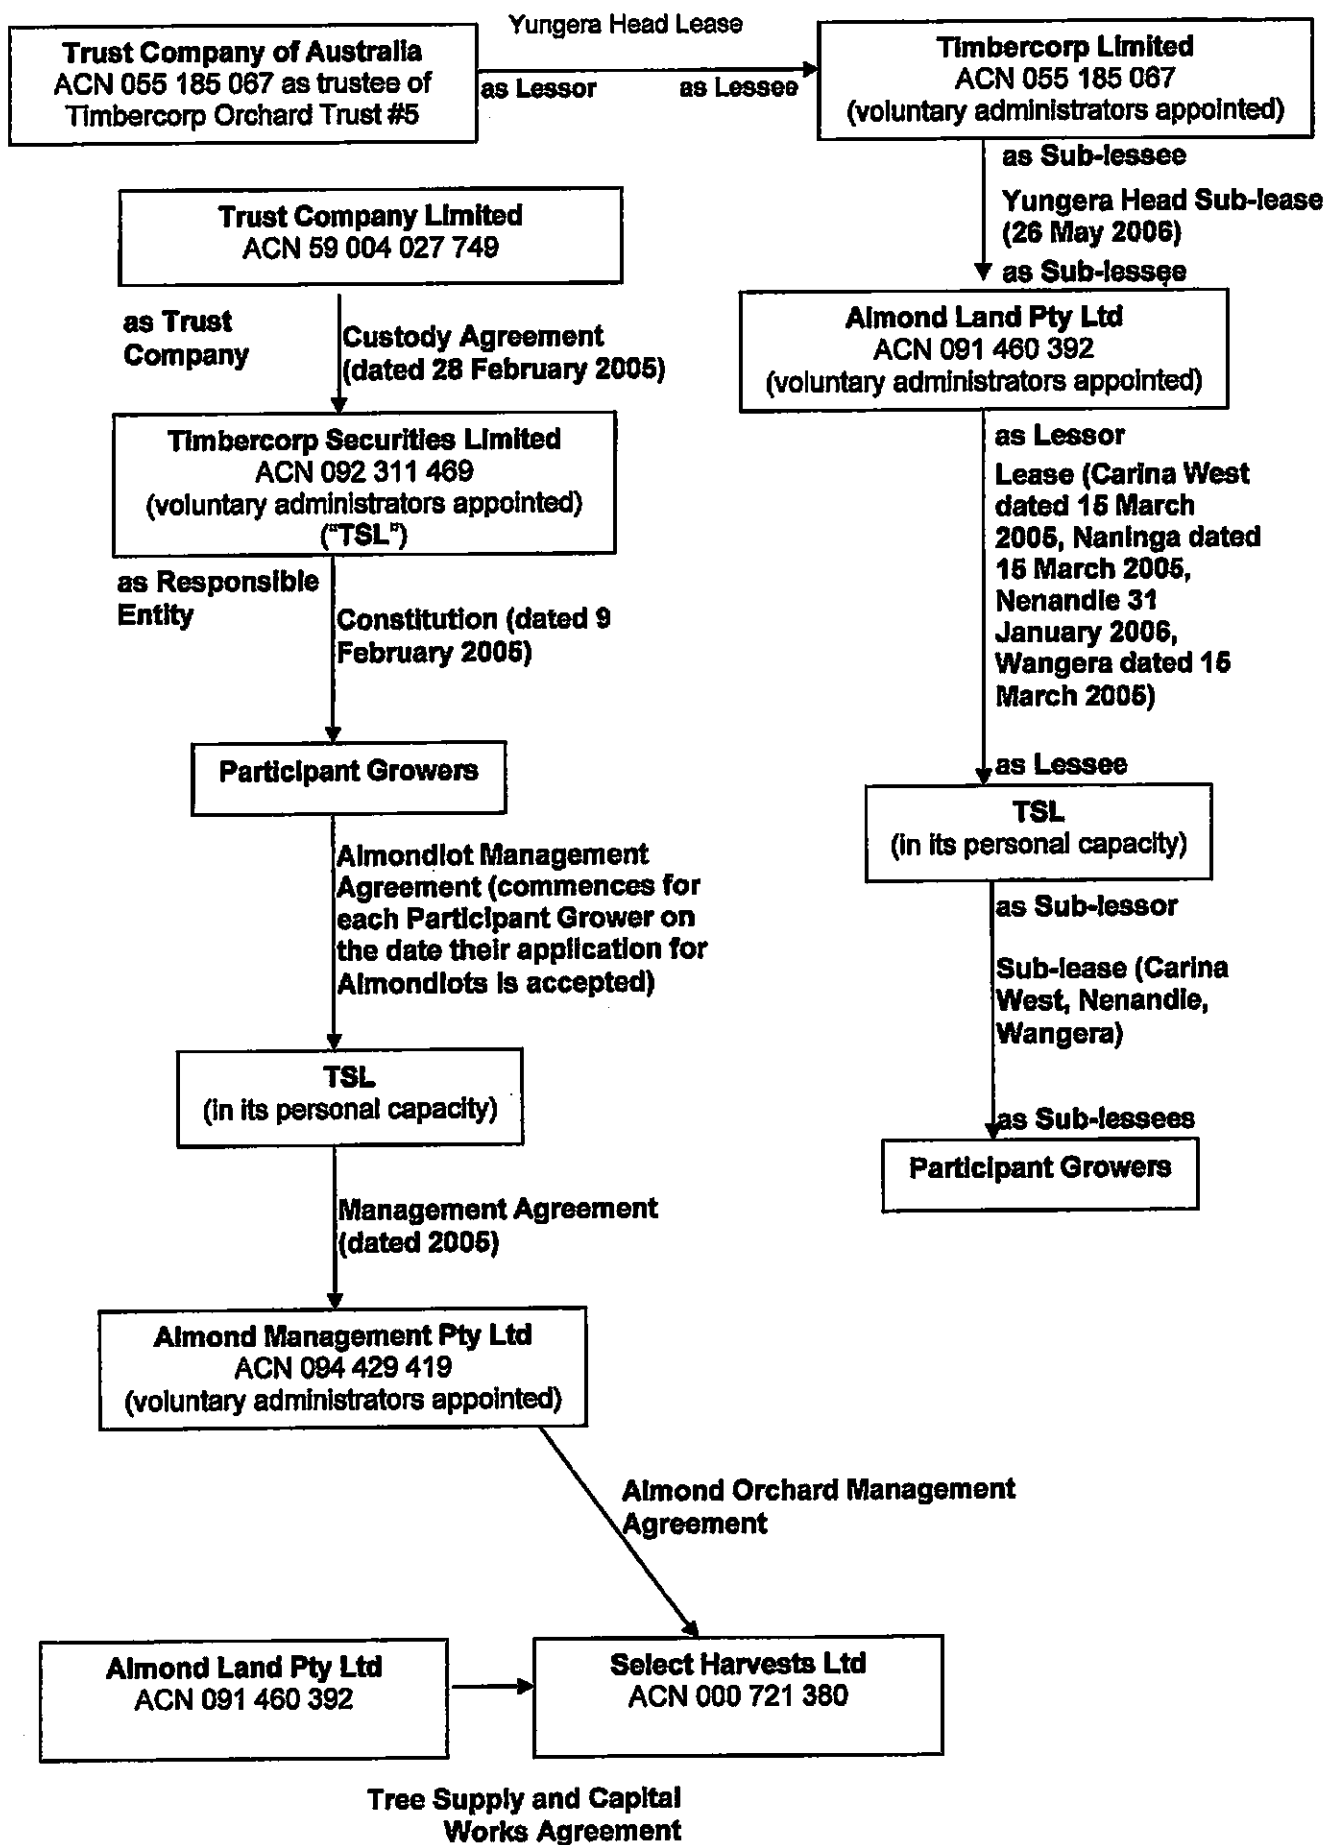 Yungera Head Lease
Trust Company of Australia
ACN 055 185 067 as trustee of
Timbercorp Orchard Trust #5
as Lessor
as Lessee
Timbercorp Limited
ACN 055 185 067
(voluntary administrators appointed)
as Sub-lessee
Yungera Head Sub-lease
(26 May 2006)
as Sub-lessee
Trust Company Limited
ACN 59 004 027 749
as Trust
Company
Custody Agreement
(dated 28 February 2005)
Almond Land Pty Ltd
ACN 091 460 392
(voluntary administrators appointed)
Timbercorp Securities Limited
ACN 092 311 469
(voluntary administrators appointed)
("TSL")
as Lessor
Lease (Carina West
dated 15 March
2005, Naninga dated
15 March 2005,
Nenandie 31
January 2006,
Wangera dated 15
March 2005)
as Lessee
as Responsible
Entity
Constitution (dated 9
February 2005)
Participant Growers
Almondlot Management
Agreement (commences for
each Participant Grower on
the date their application for
Almondlots is accepted)
TSL
(in its personal capacity)
as Sub-lessor
Sub-lease (Carina
West, Nenandie,
Wangera)
as Sub-lessees
Participant Growers
TSL
(in its personal capacity)
Management Agreement
(dated 2005)
Almond Management Pty Ltd
ACN 094 429 419
(voluntary administrators appointed)
Almond Orchard Management
Agreement
Almond Land Pty Ltd
ACN 091 460 392
Select Harvests Ltd
ACN 000 721 380
Tree Supply and Capital
Works Agreement